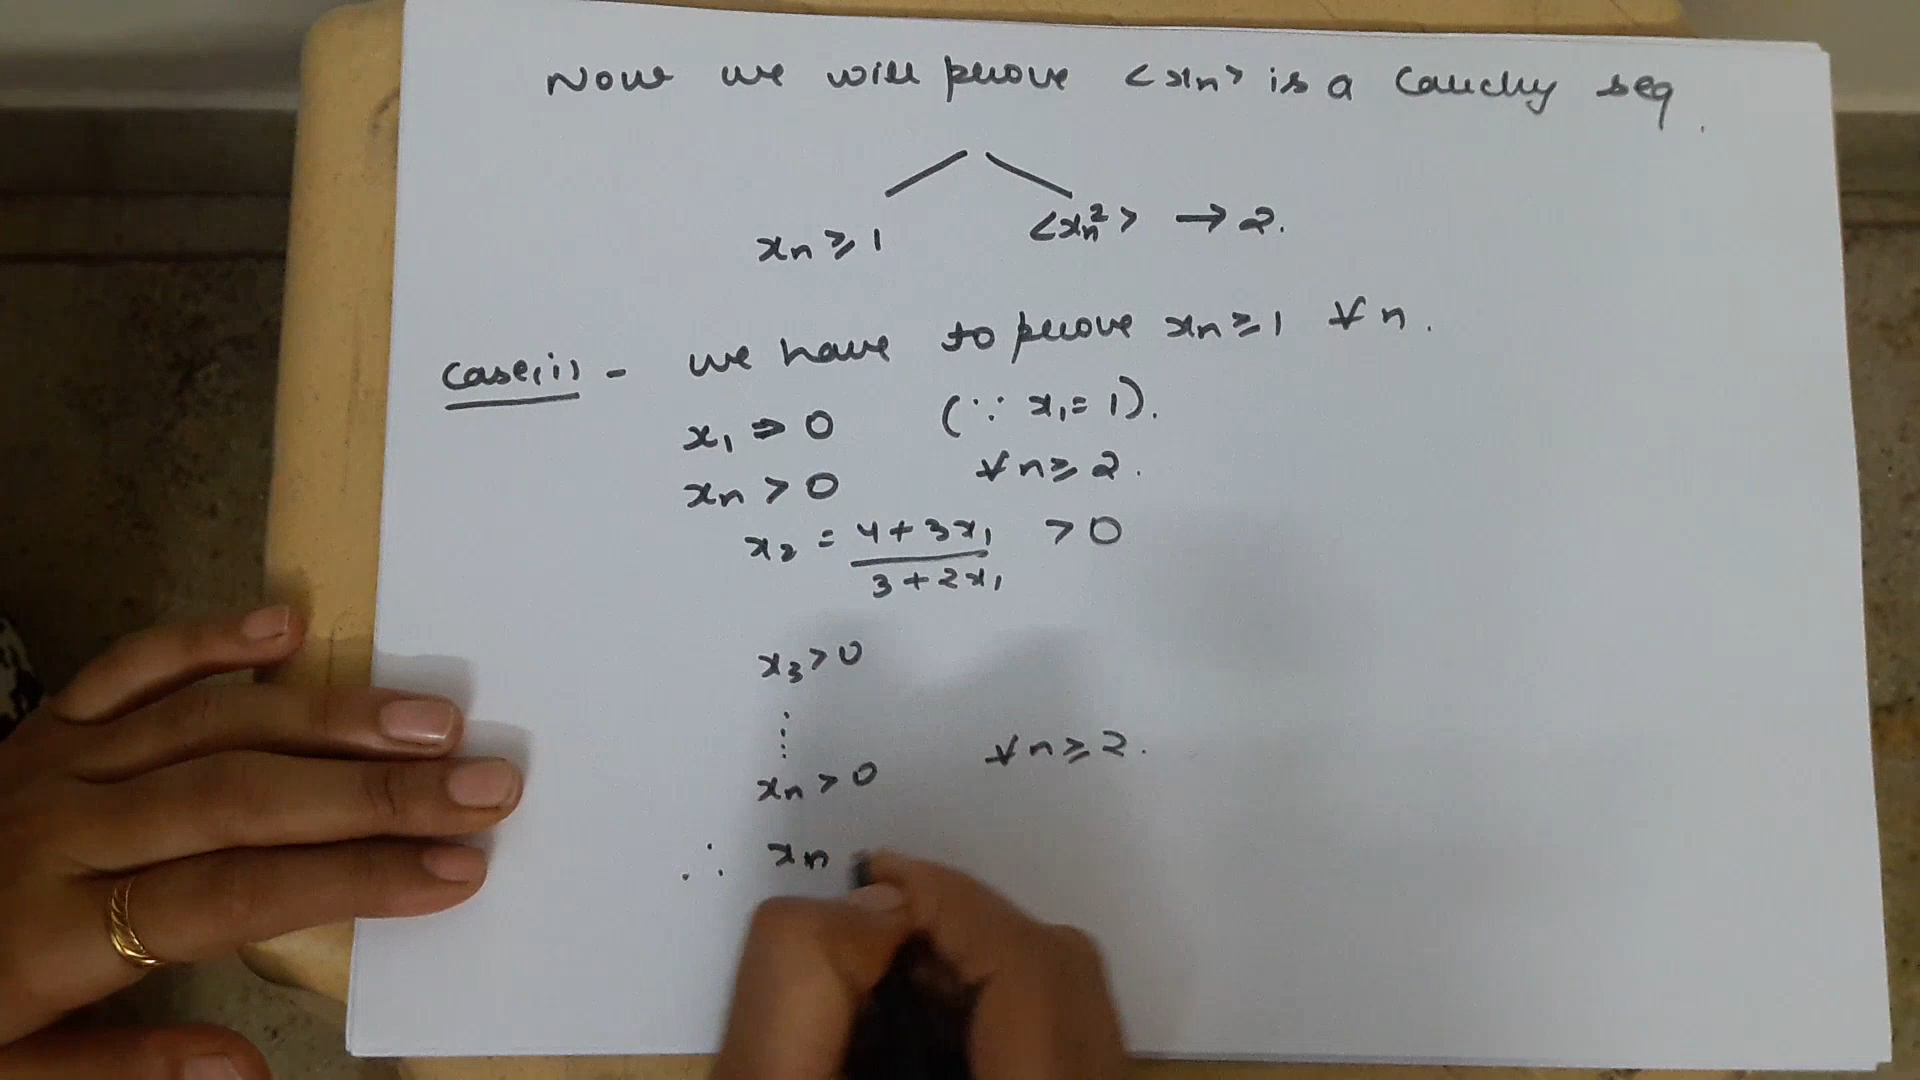 Now we will prove <xn> is a Cauchy seq.
xn ≥ 1 <xn²> → 2.
Case(i) - we have to prove xn ≥ 1 ∀ n.
x1 > 0 (∵ x1 = 1).
xn > 0 ∀ n ≥ 2.
x2 = (4 + 3x1)/(3 + 2x1) > 0
x3 > 0
⋮
xn > 0 ∀ n ≥ 2.
∴ xn